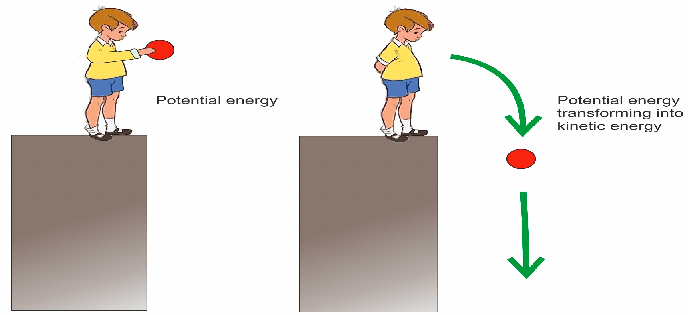 Potential energy
Potential energy
transforming into
kinetic energy